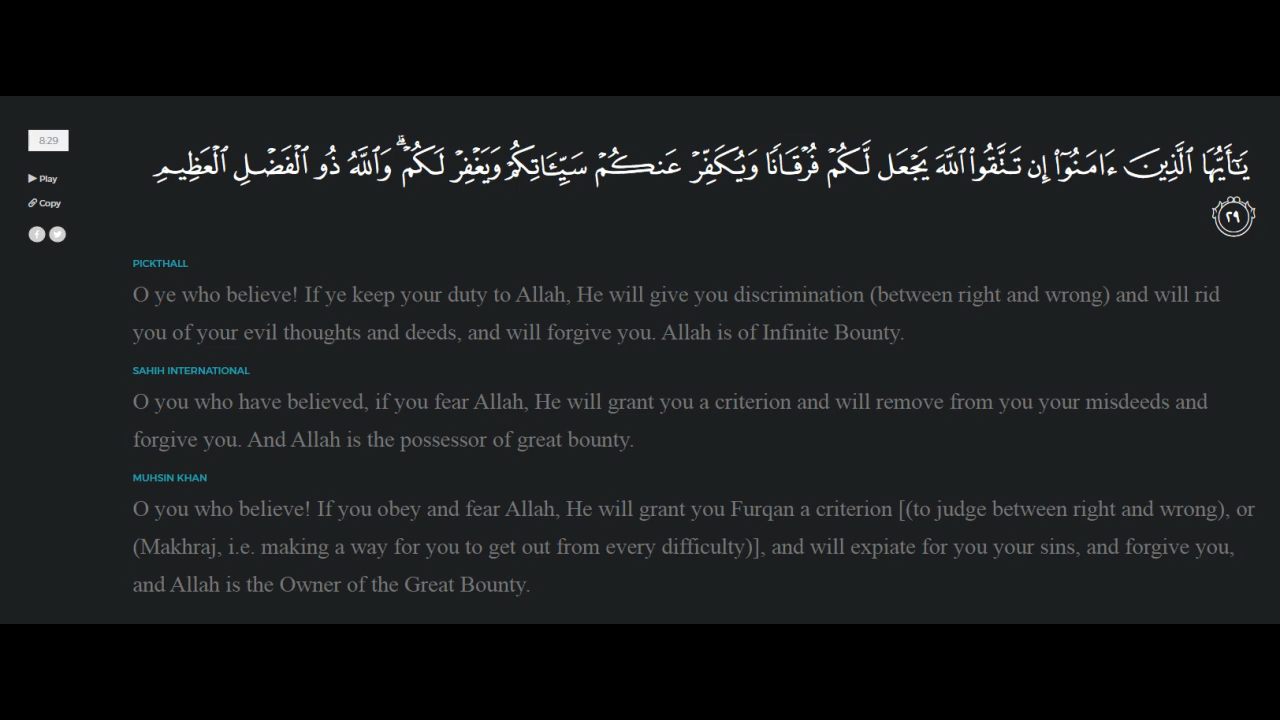 8:29
يَٰٓأَيُّهَا ٱلَّذِينَ ءَامَنُوٓا۟ إِن تَتَّقُوا۟ ٱللَّهَ يَجْعَل لَّكُمْ فُرْقَانًا وَيُكَفِّرْ عَنكُمْ سَيِّـَٔاتِكُمْ وَيَغْفِرْ لَكُمْ ۗ وَٱللَّهُ ذُو ٱلْفَضْلِ ٱلْعَظِيمِ
٢٩
Play
Copy
PICKTHALL
O ye who believe! If ye keep your duty to Allah, He will give you discrimination (between right and wrong) and will rid
you of your evil thoughts and deeds, and will forgive you. Allah is of Infinite Bounty.
SAHIH INTERNATIONAL
O you who have believed, if you fear Allah, He will grant you a criterion and will remove from you your misdeeds and
forgive you. And Allah is the possessor of great bounty.
MUHSIN KHAN
O you who believe! If you obey and fear Allah, He will grant you Furqan a criterion [(to judge between right and wrong), or
(Makhraj, i.e. making a way for you to get out from every difficulty)], and will expiate for you your sins, and forgive you,
and Allah is the Owner of the Great Bounty.